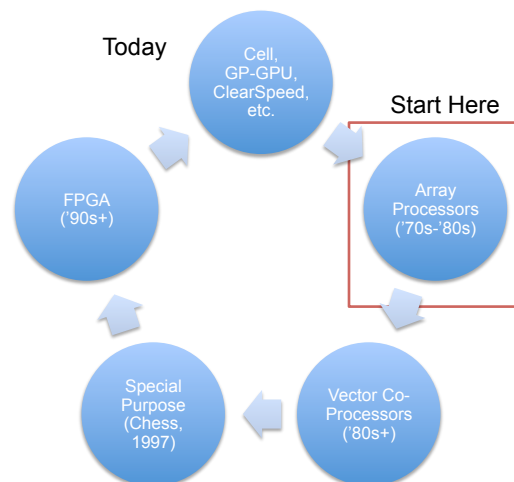 Today
Cell,
GP-GPU,
ClearSpeed,
etc.
Start Here
Array
Processors
('70s-'80s)
Vector Co-
Processors
('80s+)
Special
Purpose
(Chess,
1997)
FPGA
('90s+)